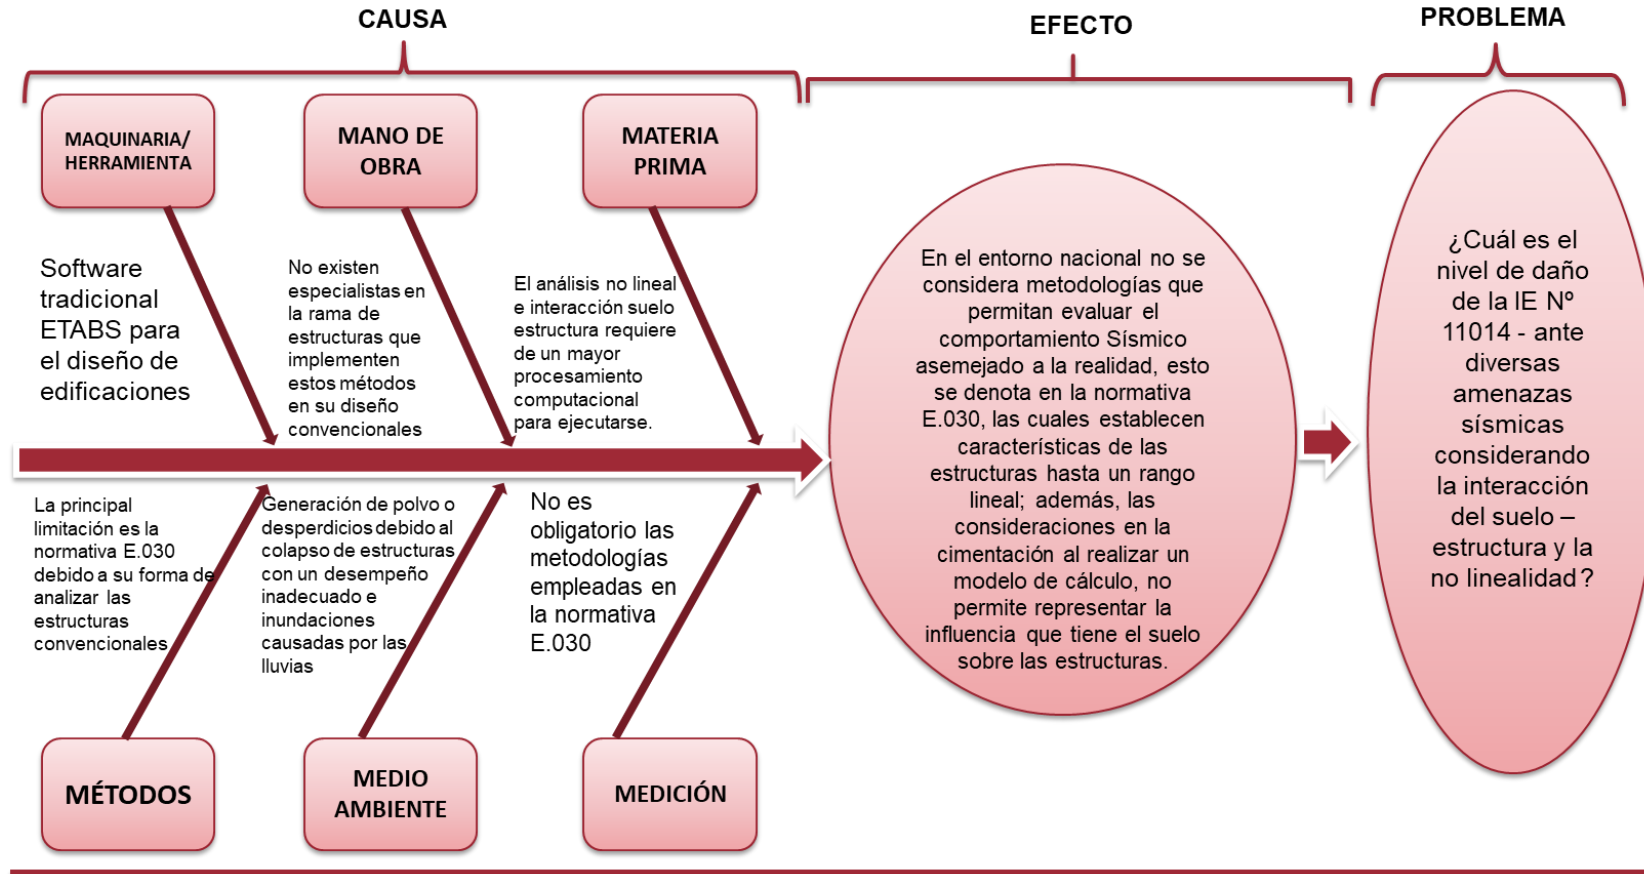 CAUSA
EFECTO
PROBLEMA
MAQUINARIA/
HERRAMIENTA
MANO DE
OBRA
MATERIA
PRIMA
Software
tradicional
ETABS para
el diseño de
edificaciones
No existen
especialistas en
la rama de
estructuras que
implementen
estos métodos
en su diseño
convencionales
El análisis no lineal
e interacción suelo
estructura requiere
de un mayor
procesamiento
computacional
para ejecutarse.
La principal
limitación es la
normativa E.030
debido a su forma de
analizar las
estructuras
convencionales
Generación de polvo o
desperdicios debido al
colapso de estructuras
con un desempeño
inadecuado e
inundaciones
causadas por las
lluvias
No es
obligatorio las
metodologías
empleadas en
la normativa
E.030
MÉTODOS
MEDIO
AMBIENTE
MEDICIÓN
En el entorno nacional no se
considera metodologías que
permitan evaluar el
comportamiento Sísmico
asemejado a la realidad, esto
se denota en la normativa
E.030, las cuales establecen
características de las
estructuras hasta un rango
lineal; además, las
consideraciones en la
cimentación al realizar un
modelo de cálculo, no
permite representar la
influencia que tiene el suelo
sobre las estructuras.
¿Cuál es el
nivel de daño
de la IE Nº
11014 - ante
diversas
amenazas
sísmicas
considerando
la interacción
del suelo –
estructura y la
no linealidad?